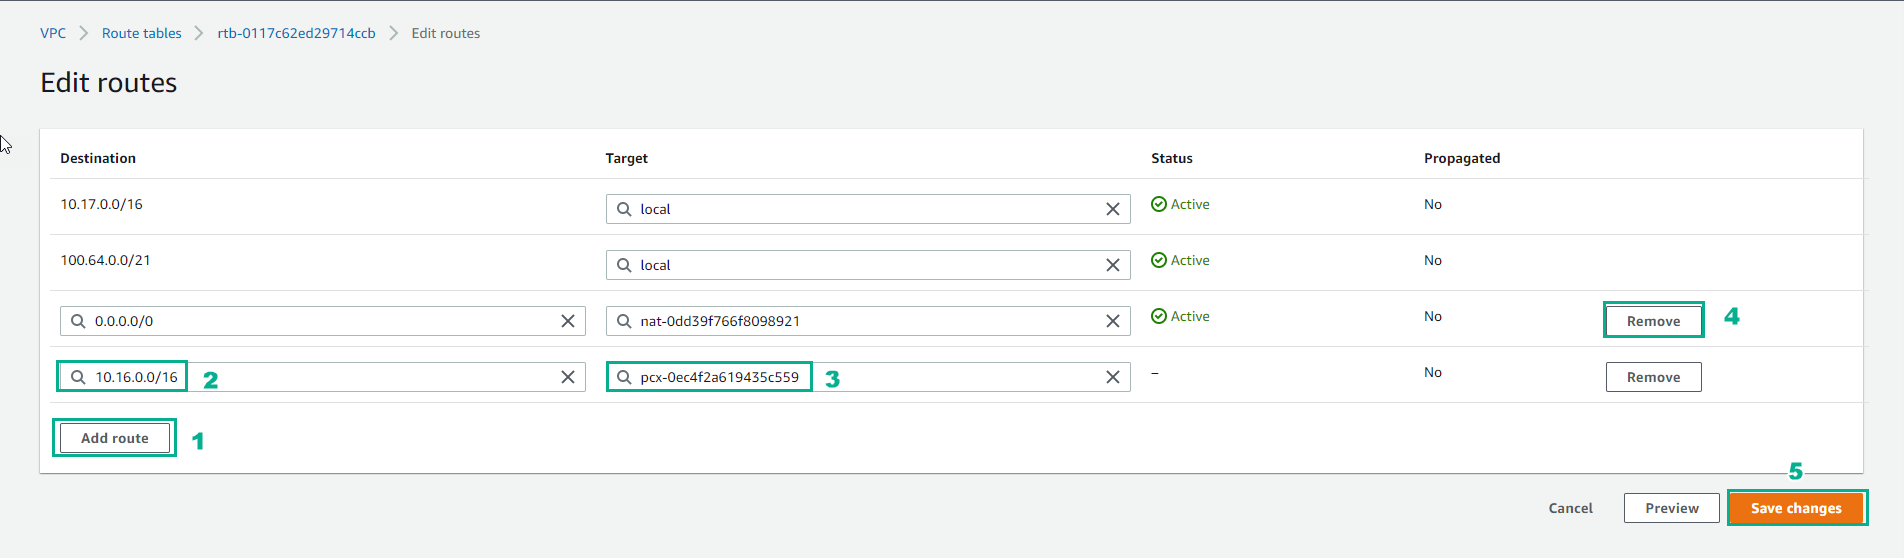 VPC > Route tables > rtb-0117c62ed29714ccb > Edit routes
Edit routes
Destination Target Status Propagated
10.17.0.0/16 local Active No
100.64.0.0/21 local Active No
0.0.0.0/0 nat-0dd39f766f8098921 Active No Remove 4
10.16.0.0/16 2 pcx-0ec4f2a619435c559 3 – No Remove
Add route 1
5
Cancel Preview Save changes